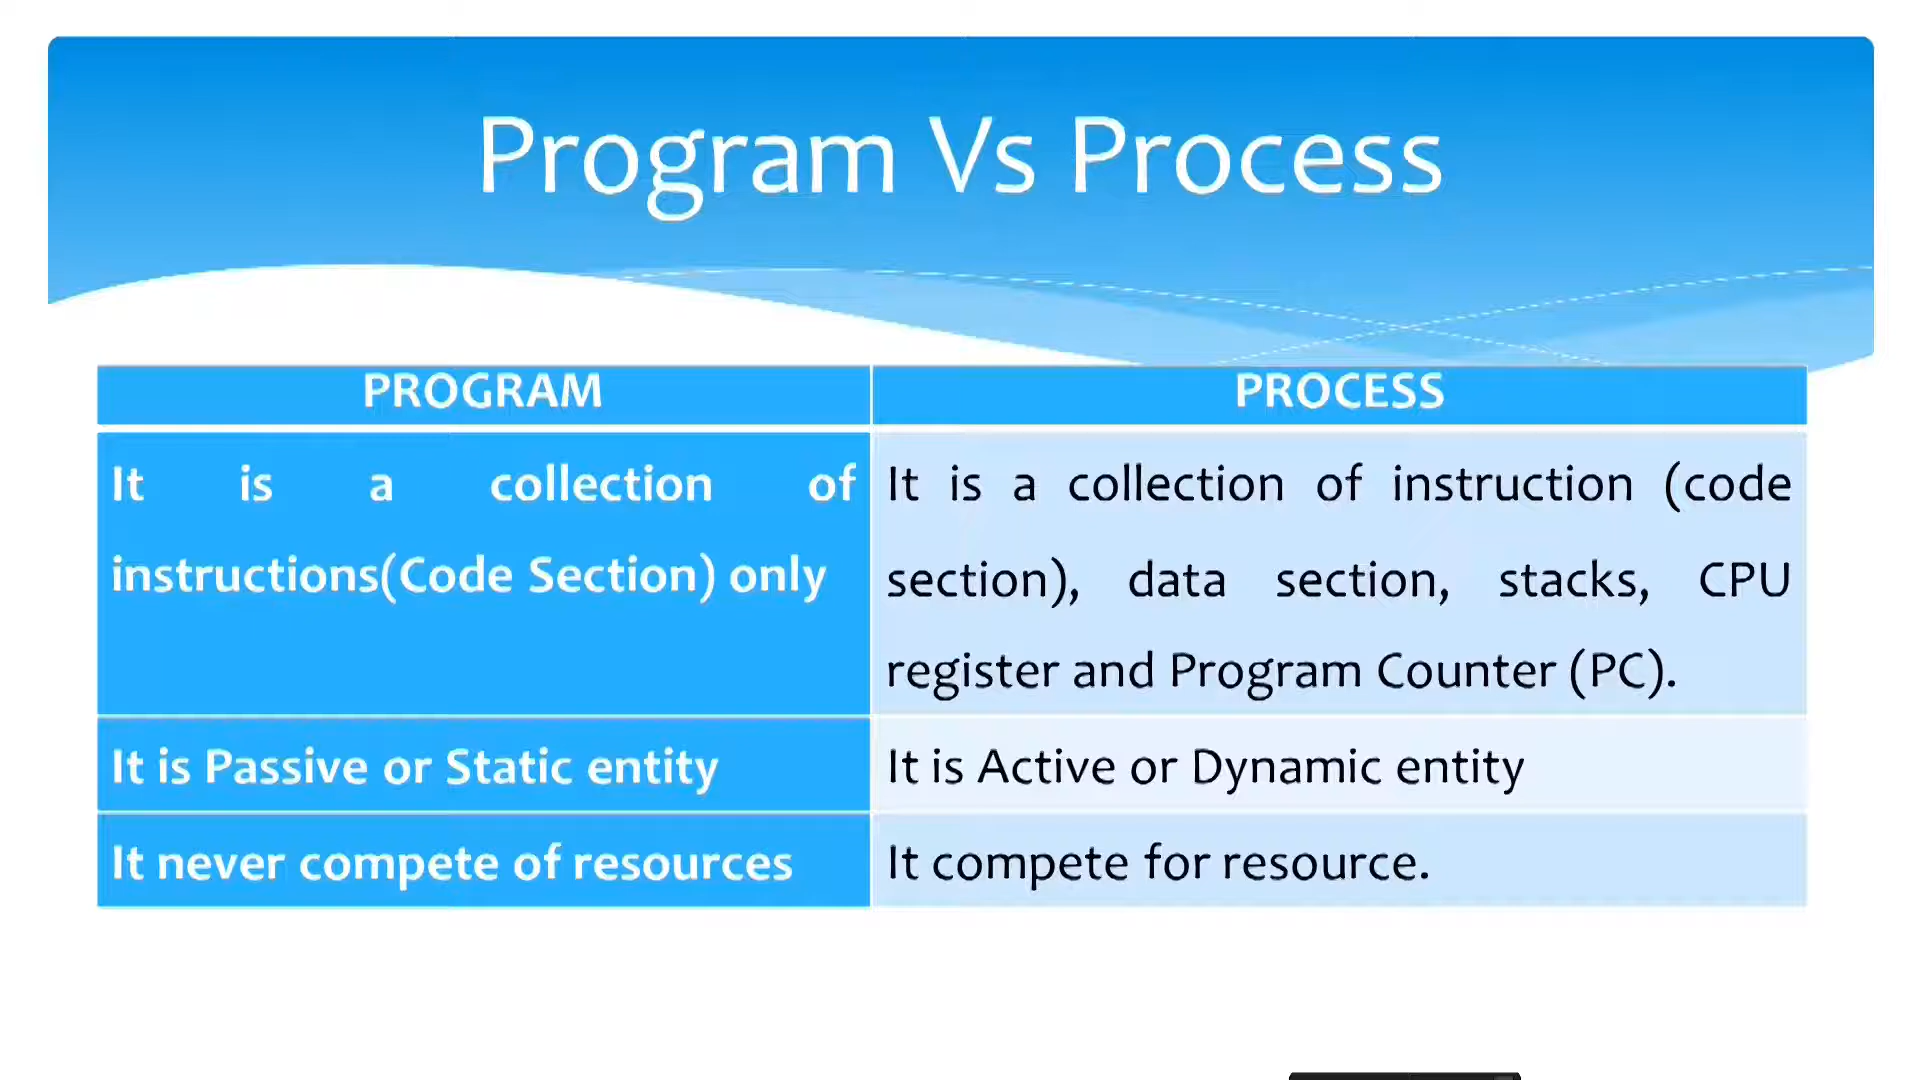 Program Vs Process
PROGRAM
PROCESS
It is a collection of
instructions(Code Section) only
It is a collection of instruction (code
section), data section, stacks, CPU
register and Program Counter (PC).
It is Passive or Static entity
It is Active or Dynamic entity
It never compete of resources
It compete for resource.